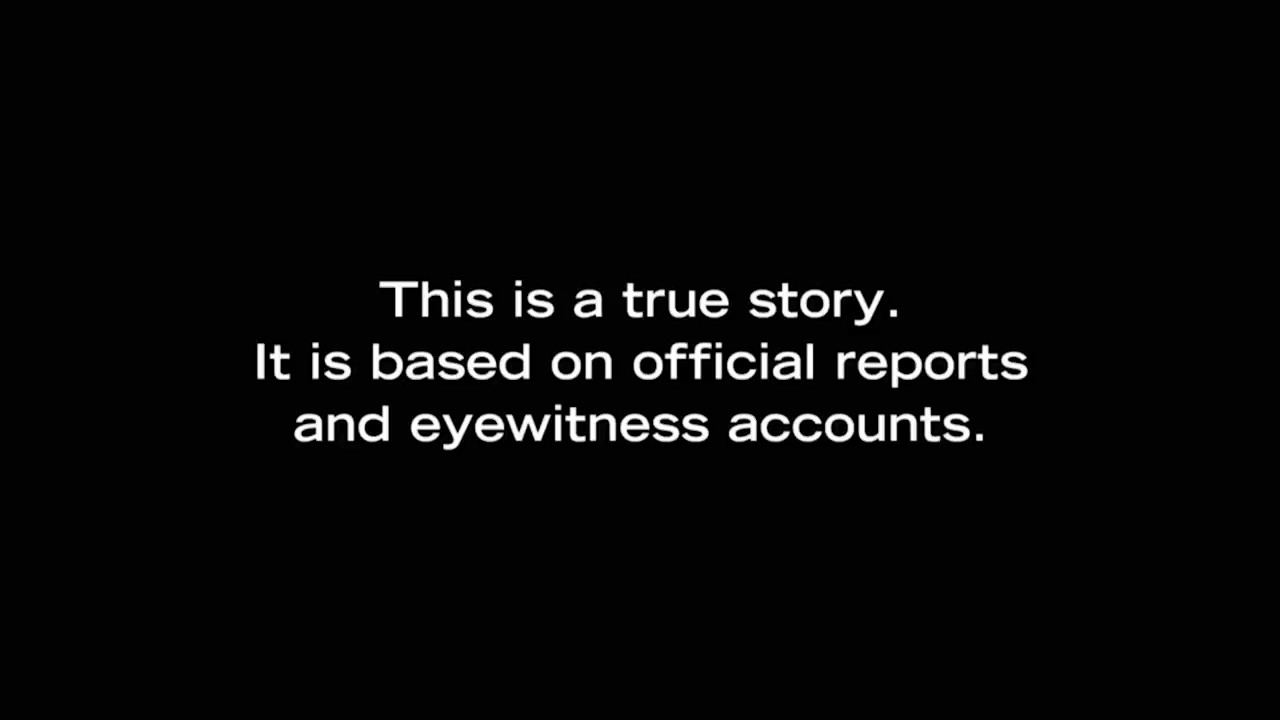 This is a true story.
It is based on official reports
and eyewitness accounts.